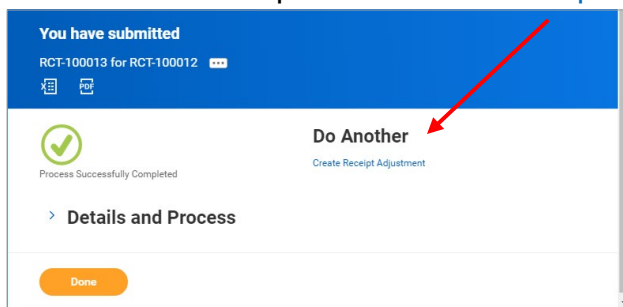 You have submitted
RCT-100013 for RCT-100012
PDF
Do Another
Create Receipt Adjustment
Process Successfully Completed
Details and Process
Done